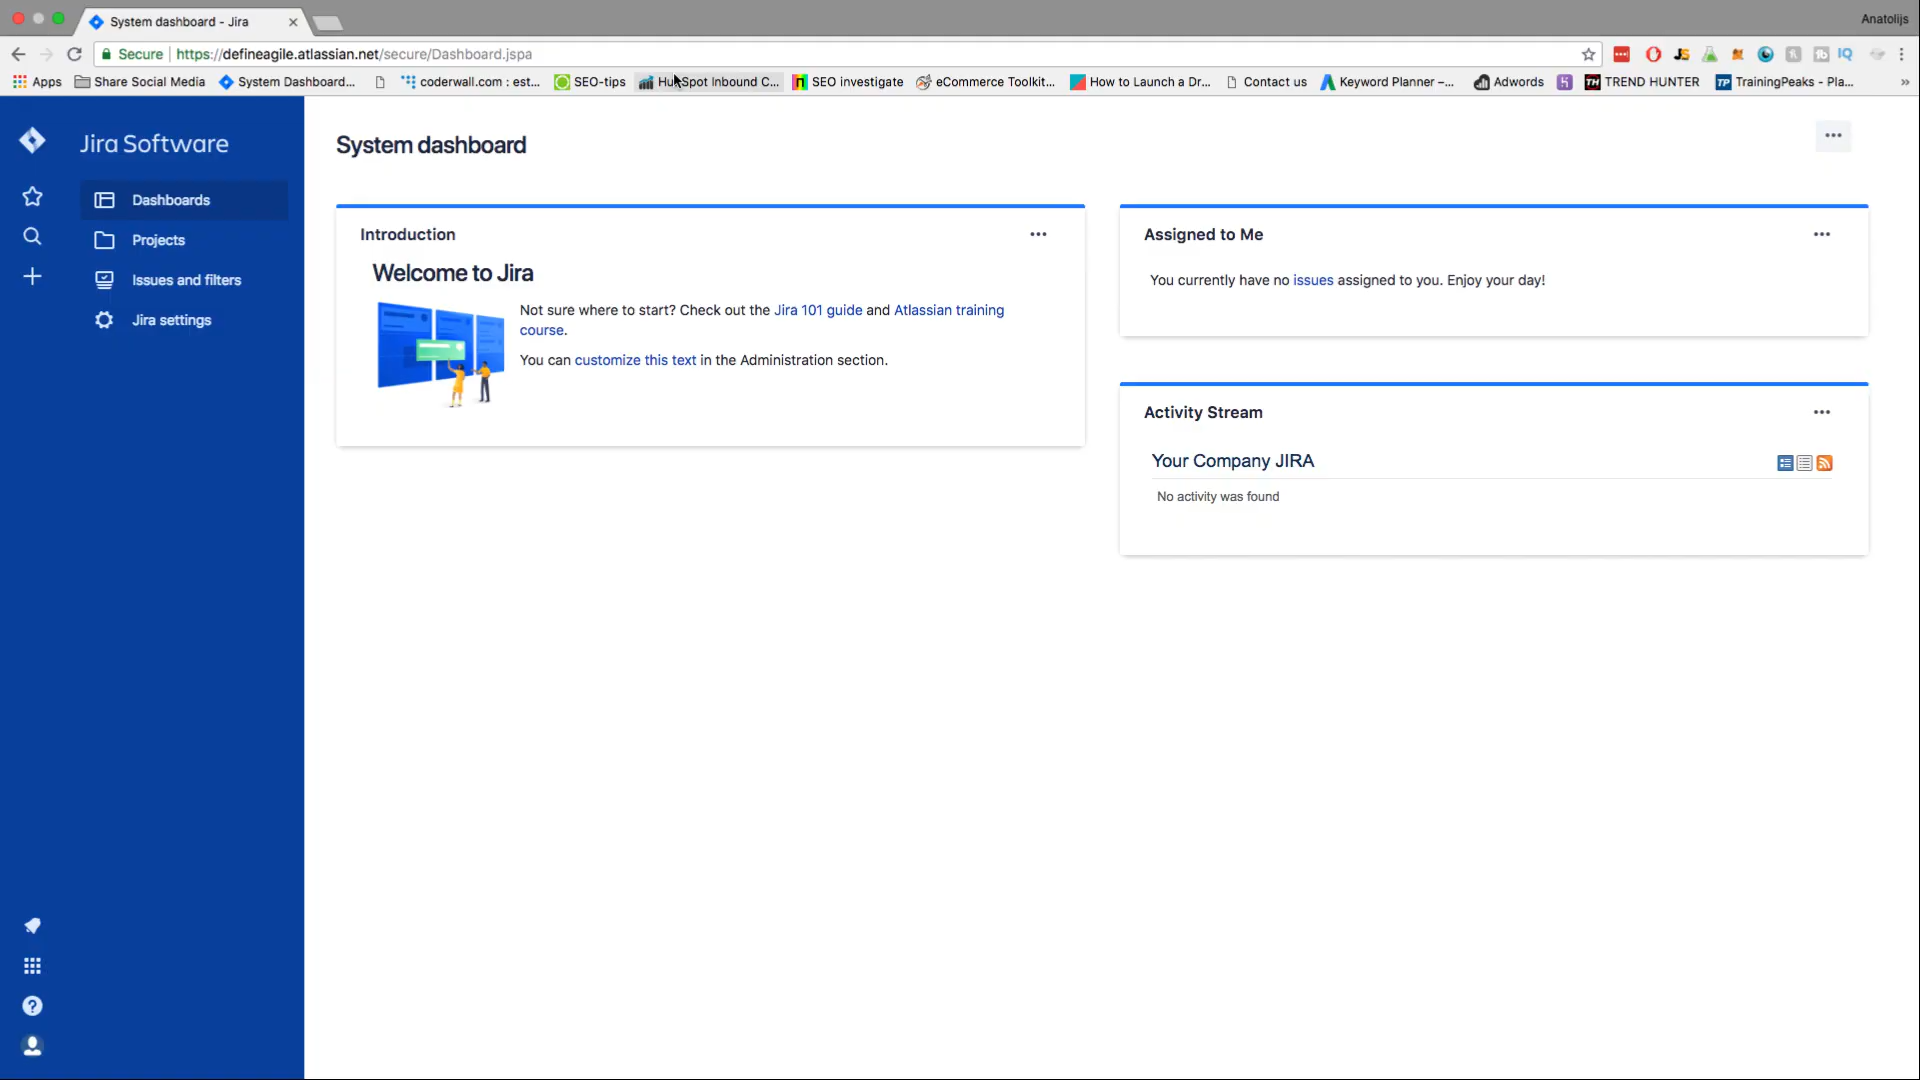 System dashboard - Jira
Anatolijs
Secure https://defineagile.atlassian.net/secure/Dashboard.jspa
Apps Share Social Media System Dashboard... coderwall.com : est... SEO-tips HubSpot Inbound C... SEO investigate eCommerce Toolkit... How to Launch a Dr... Contact us Keyword Planner –... Adwords TREND HUNTER TrainingPeaks - Pla... »
Jira Software
Dashboards
Projects
Issues and filters
Jira settings
System dashboard
Introduction
Welcome to Jira
Not sure where to start? Check out the Jira 101 guide and Atlassian training
course.
You can customize this text in the Administration section.
Assigned to Me
You currently have no issues assigned to you. Enjoy your day!
Activity Stream
Your Company JIRA
No activity was found